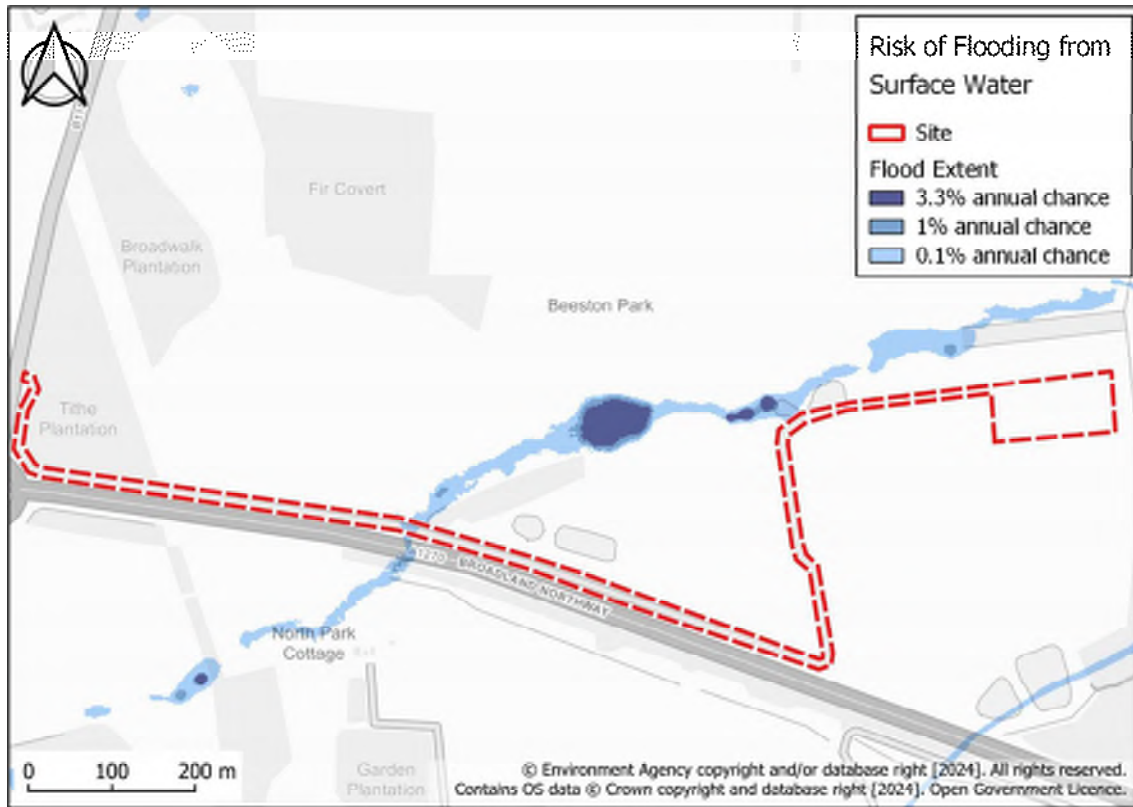 Risk of Flooding from
Surface Water
Site
Flood Extent
3.3% annual chance
1% annual chance
0.1% annual chance
Fir Covert
Broadwalk
Plantation
Beeston Park
Tithe
Plantation
BROADLAND NORTHWAY
North Park
Cottage
Garden
Plantation
0 100 200 m
© Environment Agency copyright and/or database right [2024]. All rights reserved.
Contains OS data © Crown copyright and database right [2024]. Open Government Licence.